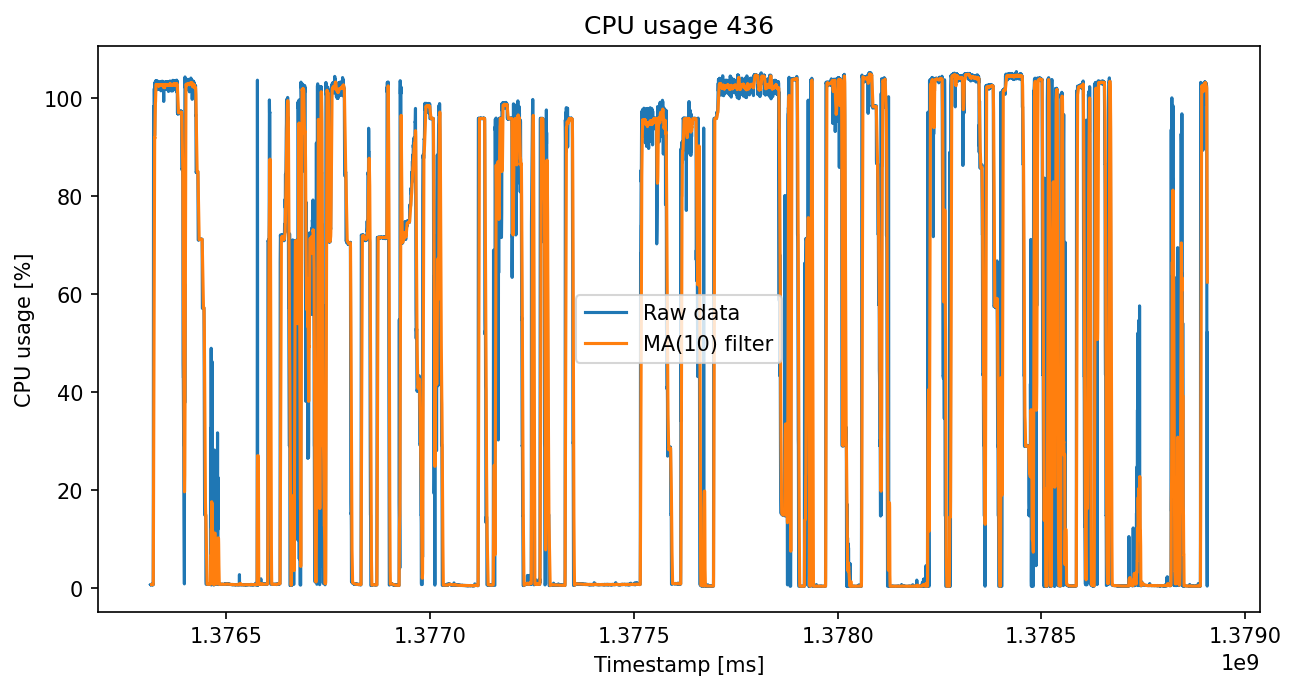 CPU usage 436
CPU usage [%]
100
80
60
40
20
0
Raw data
MA(10) filter
1.3765 1.3770 1.3775 1.3780 1.3785 1.3790
1e9
Timestamp [ms]